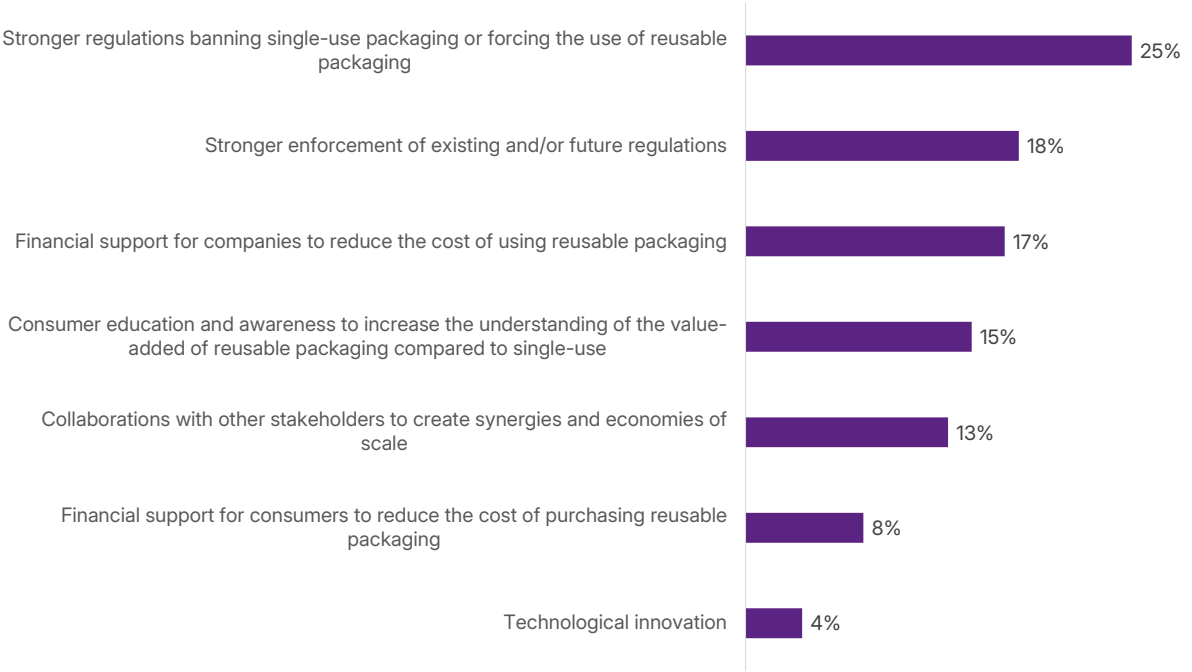 Stronger regulations banning single-use packaging or forcing the use of reusable
packaging
25%
Stronger enforcement of existing and/or future regulations
18%
Financial support for companies to reduce the cost of using reusable packaging
17%
Consumer education and awareness to increase the understanding of the value-
added of reusable packaging compared to single-use
15%
Collaborations with other stakeholders to create synergies and economies of
scale
13%
Financial support for consumers to reduce the cost of purchasing reusable
packaging
8%
Technological innovation
4%